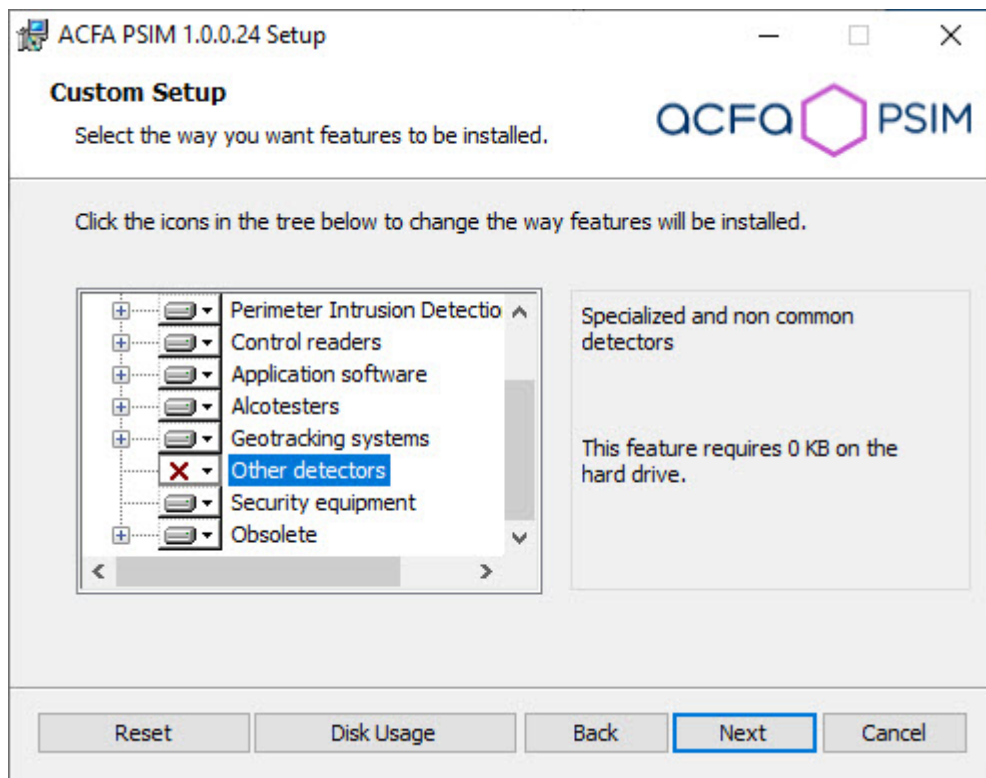 ACFA PSIM 1.0.0.24 Setup
Custom Setup
Select the way you want features to be installed.
acfa PSIM
Click the icons in the tree below to change the way features will be installed.
Perimeter Intrusion Detectio
Control readers
Application software
Alcotesters
Geotracking systems
Other detectors
Security equipment
Obsolete
Specialized and non common
detectors
This feature requires 0 KB on the
hard drive.
Reset
Disk Usage
Back
Next
Cancel